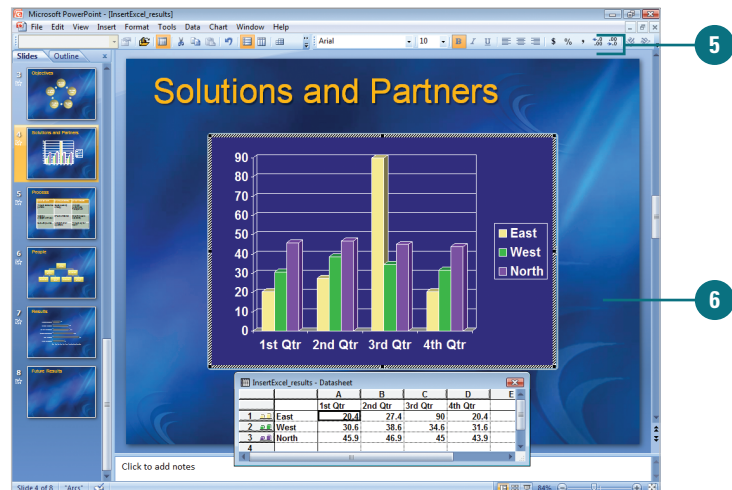 Microsoft PowerPoint - [InsertExcel_results]
File Edit View Insert Format Tools Data Chart Window Help
Arial 10 B I U $ % ,
Slides Outline x
5
Solutions and Partners
3
Objectives
4
Solutions and Partners
5
Process
6
People
7
Results
8
Future Results
90
80
70
60
50
40
30
20
10
0
1st Qtr 2nd Qtr 3rd Qtr 4th Qtr
East
West
North
6
InsertExcel_results - Datasheet
A B C D E
1st Qtr 2nd Qtr 3rd Qtr 4th Qtr
1 East 20.4 27.4 90 20.4
2 West 30.6 38.6 34.6 31.6
3 North 45.9 46.9 45 43.9
4
Click to add notes
Slide 4 of 8 "Arcs" 84%